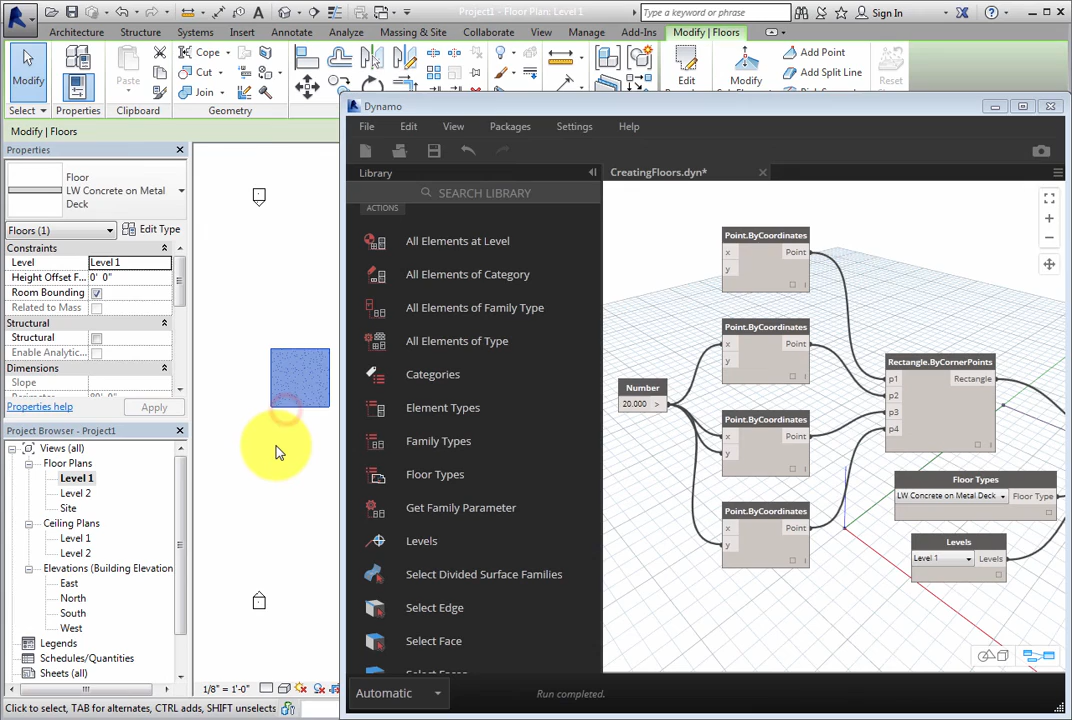 Project1 - Floor Plan: Level 1
Type a keyword or phrase
Sign In
Architecture Structure Systems Insert Annotate Analyze Massing & Site Collaborate View Manage Add-Ins Modify | Floors
Modify
Select
Properties
Paste
Clipboard
Cope
Cut
Join
Geometry
Edit
Modify
Add Point
Add Split Line
Reset
Modify | Floors
Properties
Floor
LW Concrete on Metal
Deck
Floors (1)
Edit Type
Constraints
Level Level 1
Height Offset F... 0' 0"
Room Bounding
Related to Mass
Structural
Structural
Enable Analytic...
Dimensions
Slope
Properties help
Apply
Project Browser - Project1
Views (all)
Floor Plans
Level 1
Level 2
Site
Ceiling Plans
Level 1
Level 2
Elevations (Building Elevation
East
North
South
West
Legends
Schedules/Quantities
Sheets (all)
1/8" = 1'-0"
Click to select, TAB for alternates, CTRL adds, SHIFT unselects
Dynamo
File Edit View Packages Settings Help
Library
SEARCH LIBRARY
ACTIONS
All Elements at Level
All Elements of Category
All Elements of Family Type
All Elements of Type
Categories
Element Types
Family Types
Floor Types
Get Family Parameter
Levels
Select Divided Surface Families
Select Edge
Select Face
Automatic
Run completed.
CreatingFloors.dyn*
Point.ByCoordinates
x Point
y
Point.ByCoordinates
x Point
y
Number
20.000 >
Point.ByCoordinates
x Point
y
Point.ByCoordinates
x Point
y
Rectangle.ByCornerPoints
p1 Rectangle
p2
p3
p4
Floor Types
LW Concrete on Metal Deck Floor Type
Levels
Level 1 Levels